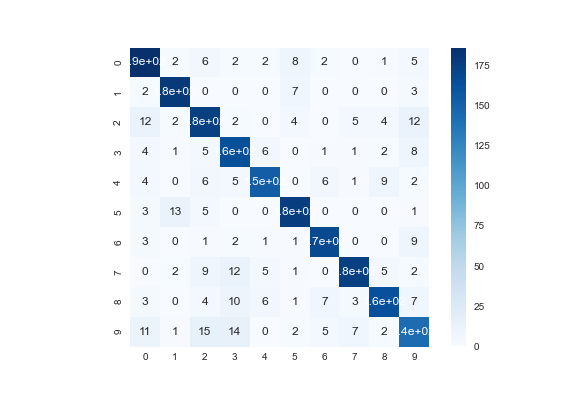 0 .9e+0 2 6 2 2 8 2 0 1 5
1 2 .8e+0 0 0 0 7 0 0 0 3
2 12 2 .8e+0 2 0 4 0 5 4 12
3 4 1 5 .6e+0 6 0 1 1 2 8
4 4 0 6 5 .5e+0 0 6 1 9 2
5 3 13 5 0 0 .8e+0 0 0 0 1
6 3 0 1 2 1 1 .7e+0 0 0 9
7 0 2 9 12 5 1 0 .8e+0 5 2
8 3 0 4 10 6 1 7 3 .6e+0 7
9 11 1 15 14 0 2 5 7 2 .4e+0
0 1 2 3 4 5 6 7 8 9
175
150
125
100
75
50
25
0